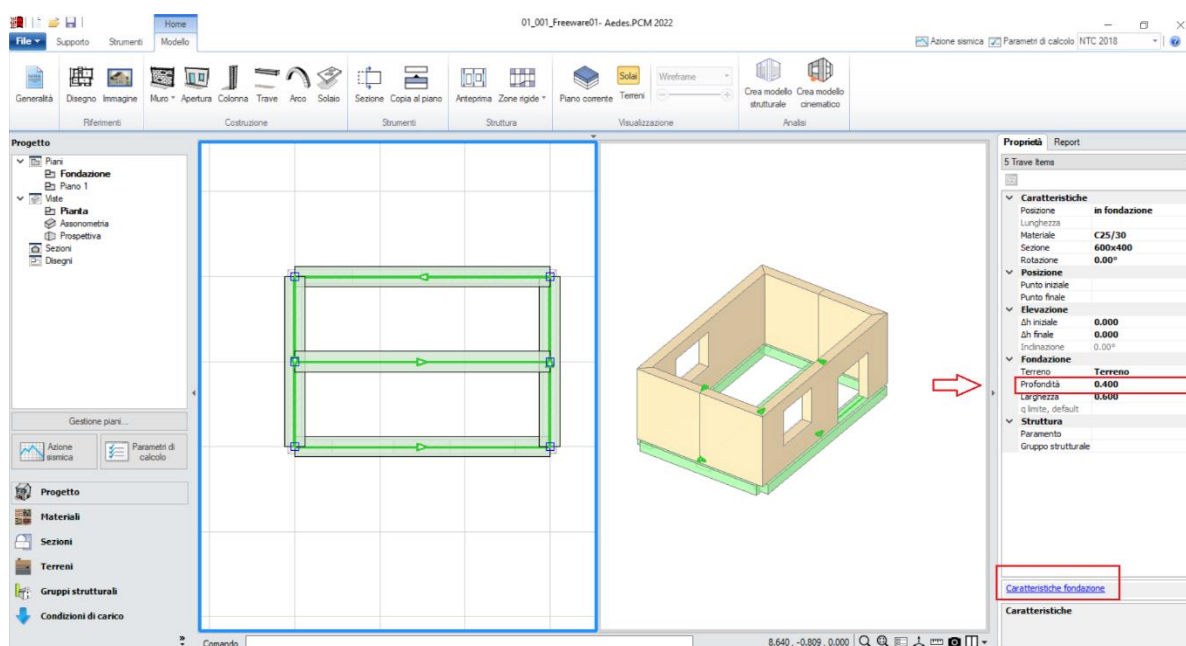 01_001_Freeware01- Aedes.PCM 2022
Home
File Supporto Strumenti Modello
Azione sismica Parametri di calcolo NTC 2018
Generalità Disegno Immagine Muro Apertura Colonna Trave Arco Solaio Sezione Copia al piano Anteprima Zone rigide Piano corrente Solai Terreni Wireframe Crea modello strutturale Crea modello cinematico
Riferimenti Costruzione Strumenti Struttura Visualizzazione Analisi
Progetto
Piani
Fondazione
Piano 1
Viste
Pianta
Assonometria
Prospettiva
Sezioni
Disegni
Gestione piani...
Azione sismica
Parametri di calcolo
Progetto
Materiali
Sezioni
Terreni
Gruppi strutturali
Condizioni di carico
Comando
8.640 , -0.809 , 0.000
Proprietà Report
5 Trave Items
Caratteristiche
Posizione in fondazione
Lunghezza
Materiale C25/30
Sezione 600x400
Rotazione 0.00°
Posizione
Punto iniziale
Punto finale
Elevazione
Δh iniziale 0.000
Δh finale 0.000
Inclinazione 0.00°
Fondazione
Terreno Terreno
Profondità 0.400
Larghezza 0.600
q limite, default
Struttura
Paramento
Gruppo strutturale
Caratteristiche fondazione
Caratteristiche